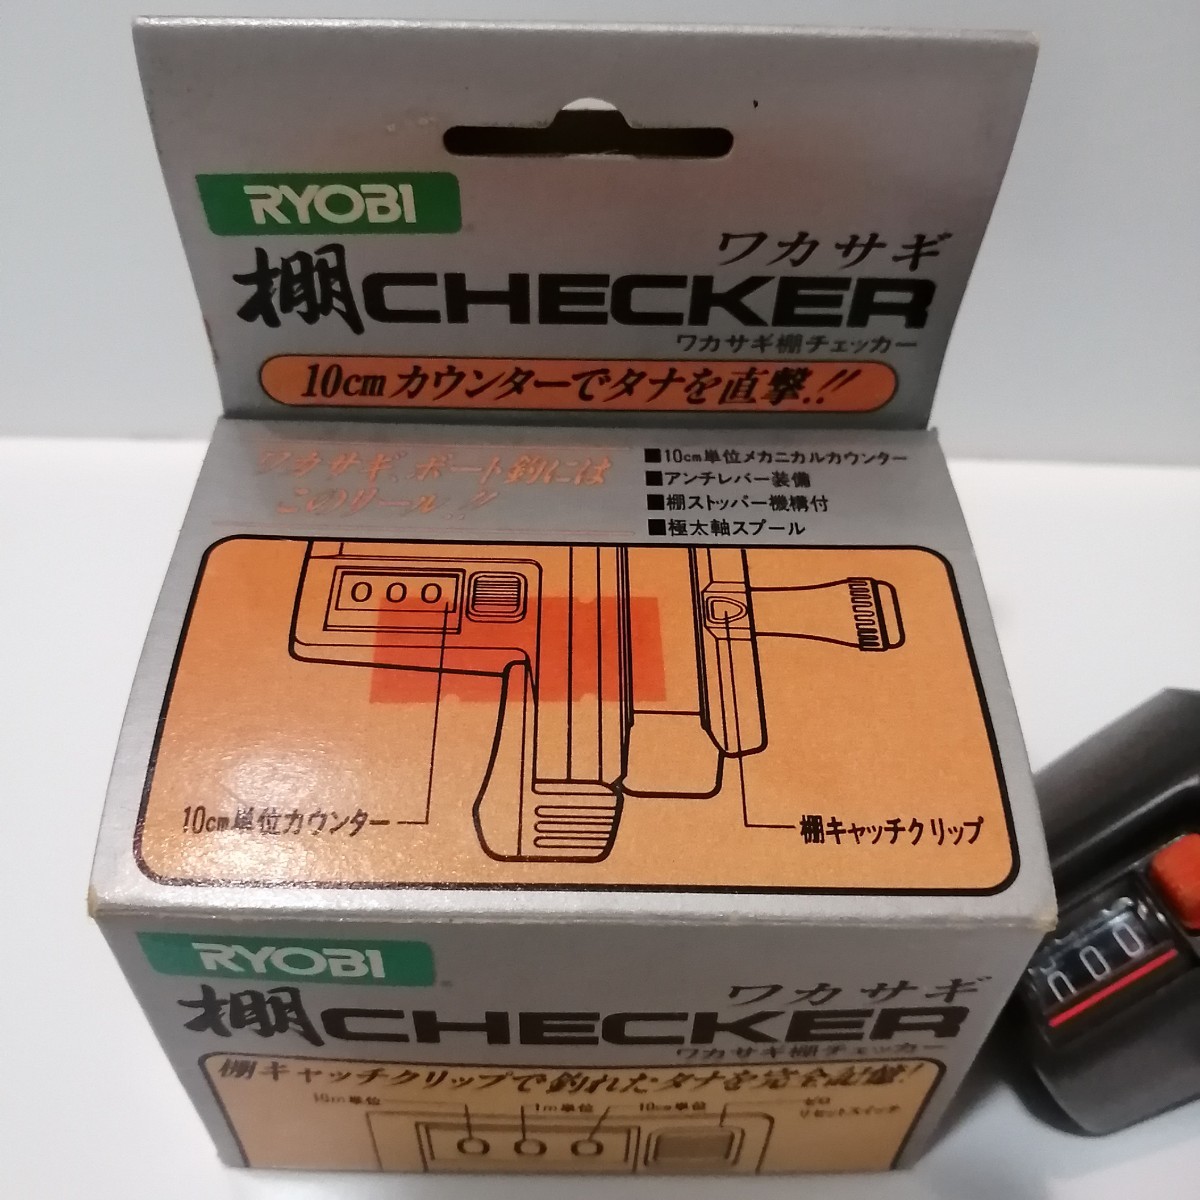 RYOBI
ワカサギ
棚CHECKER
ワカサギ棚チェッカー
10cmカウンターでタナを直撃!!
ワカサギ、ボート釣には
このリール!!
■10cm単位メカニカルカウンター
■アンチレバー装備
■棚ストッパー機構付
■極太軸スプール
000
10cm単位カウンター
棚キャッチクリップ
RYOBI
ワカサギ
棚CHECKER
ワカサギ棚チェッカー
棚キャッチクリップで釣れたタナを完全記憶!
10m単位
1m単位
10cm単位
ゼロ
リセットスイッチ
000
000